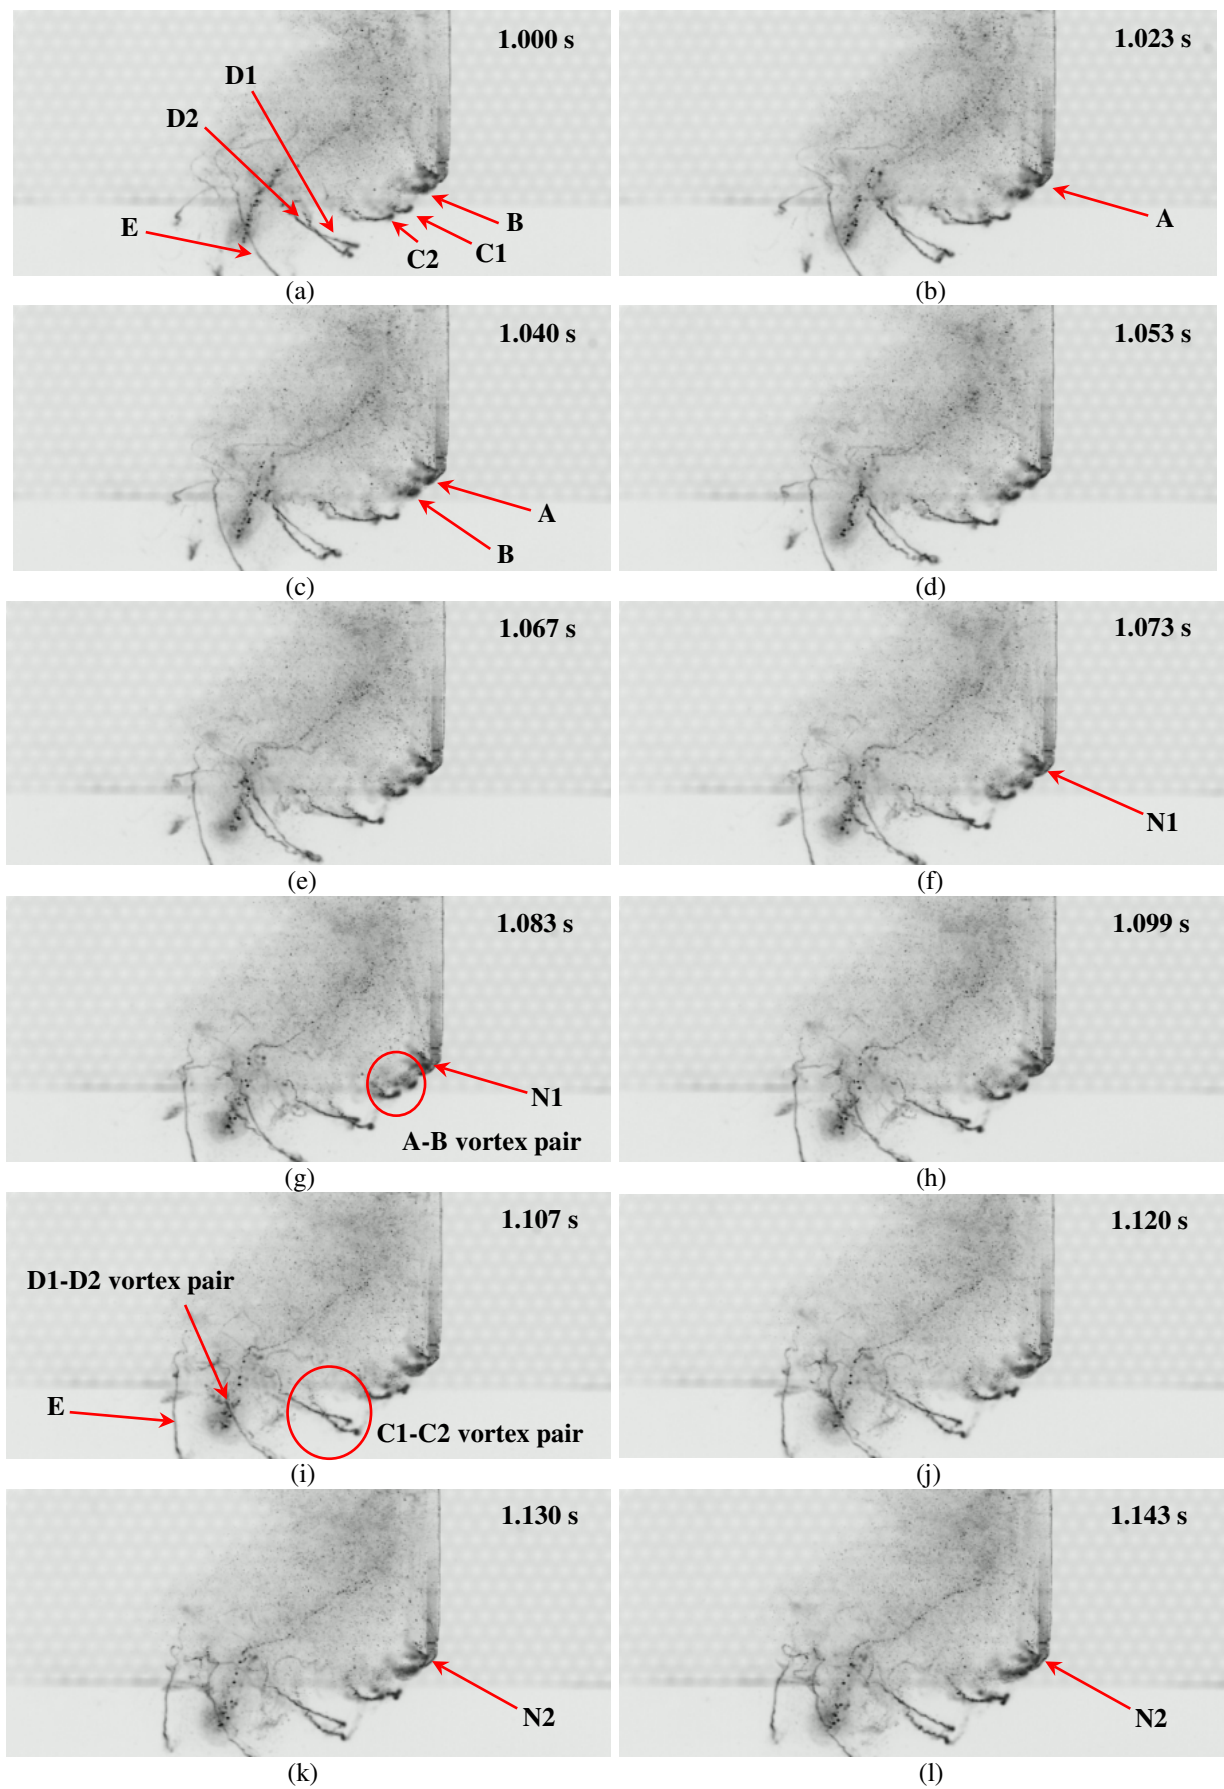 1.000 s
D1
D2
E
B
C1
C2
(a)
1.023 s
A
(b)
1.040 s
A
B
(c)
1.053 s
(d)
1.067 s
(e)
1.073 s
N1
(f)
1.083 s
N1
A-B vortex pair
(g)
1.099 s
(h)
1.107 s
D1-D2 vortex pair
E
C1-C2 vortex pair
(i)
1.120 s
(j)
1.130 s
N2
(k)
1.143 s
N2
(l)